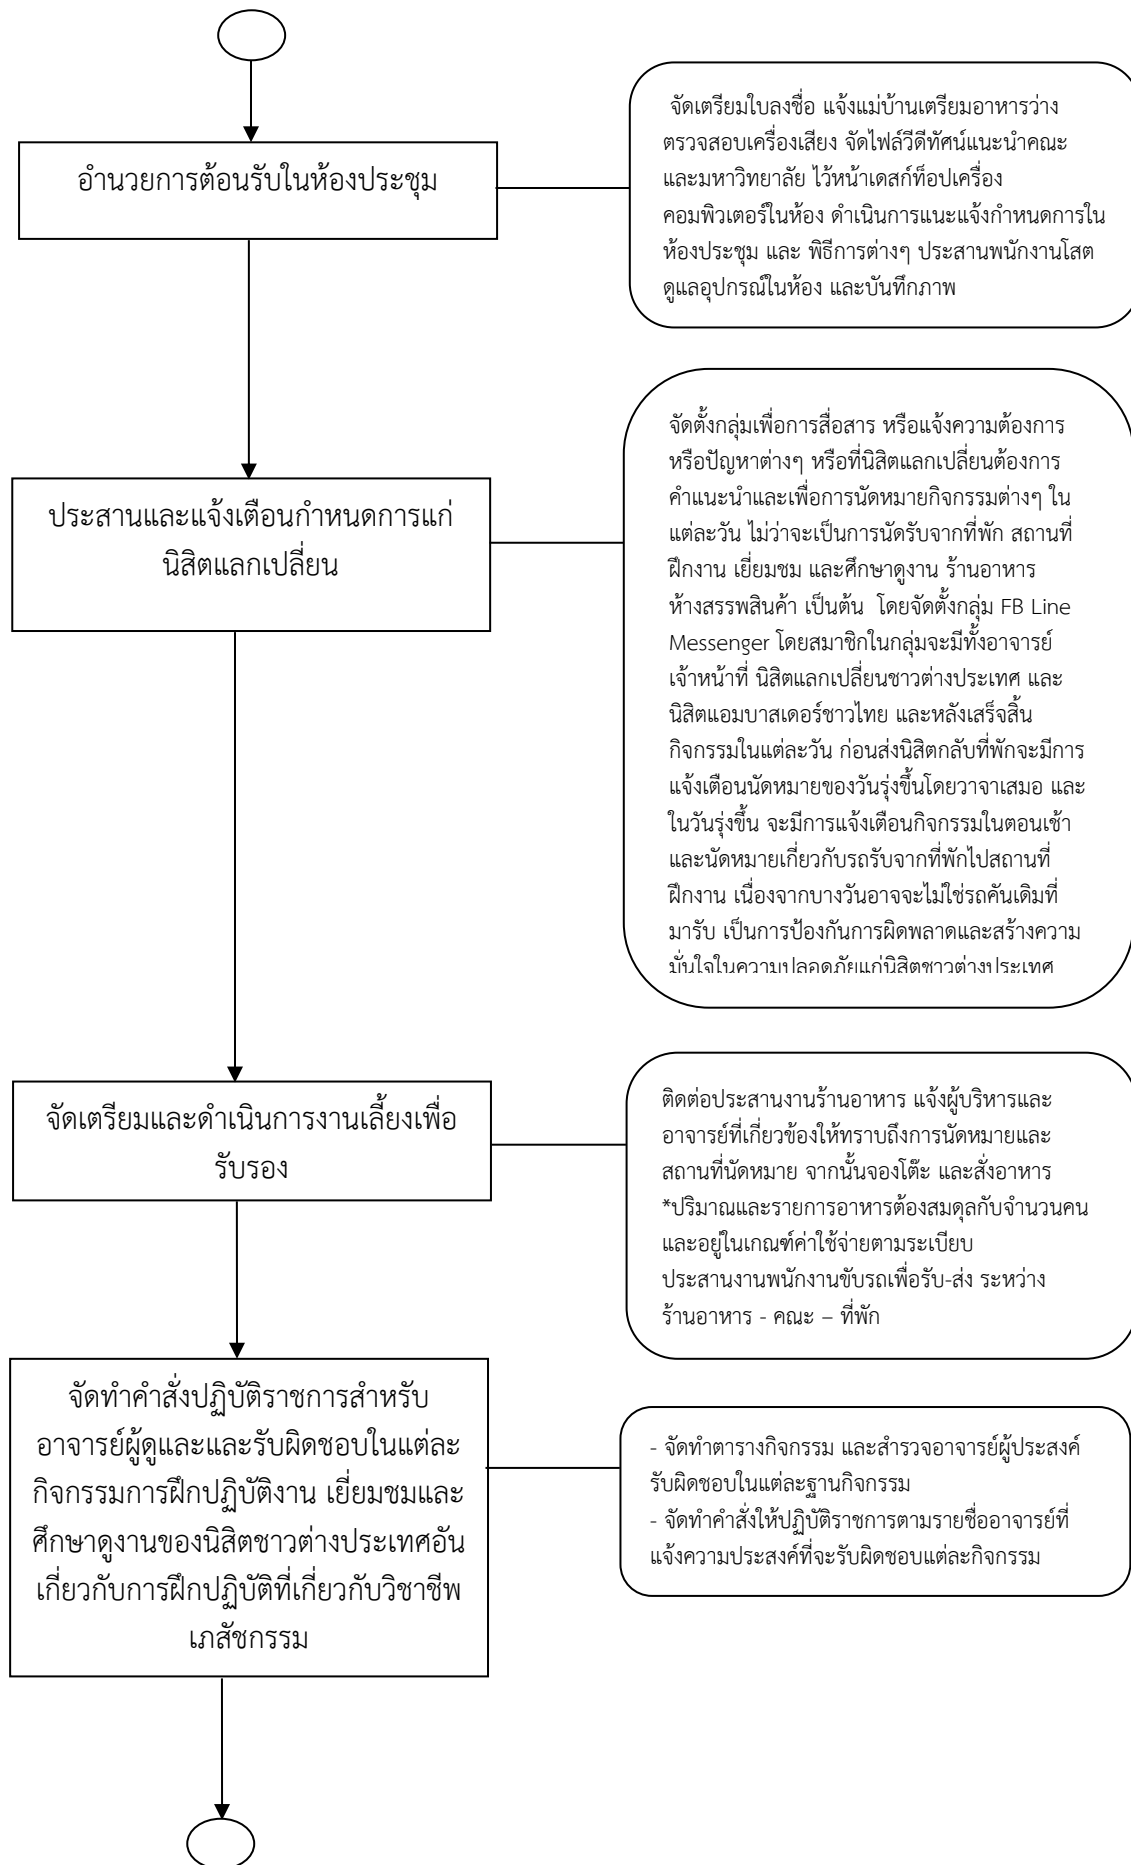 อำนวยการต้อนรับในห้องประชุม
จัดเตรียมใบลงชื่อ แจ้งแม่บ้านเตรียมอาหารว่าง
ตรวจสอบเครื่องเสียง จัดไฟล์วีดีทัศน์แนะนำคณะ
และมหาวิทยาลัย ไว้หน้าเดสก์ท็อปเครื่อง
คอมพิวเตอร์ในห้อง ดำเนินการแนะแจ้งกำหนดการใน
ห้องประชุม และ พิธีการต่างๆ ประสานพนักงานโสต
ดูแลอุปกรณ์ในห้อง และบันทึกภาพ
ประสานและแจ้งเตือนกำหนดการแก่
นิสิตแลกเปลี่ยน
จัดตั้งกลุ่มเพื่อการสื่อสาร หรือแจ้งความต้องการ
หรือปัญหาต่างๆ หรือที่นิสิตแลกเปลี่ยนต้องการ
คำแนะนำและเพื่อการนัดหมายกิจกรรมต่างๆ ใน
แต่ละวัน ไม่ว่าจะเป็นการนัดรับจากที่พัก สถานที่
ฝึกงาน เยี่ยมชม และศึกษาดูงาน ร้านอาหาร
ห้างสรรพสินค้า เป็นต้น โดยจัดตั้งกลุ่ม FB Line
Messenger โดยสมาชิกในกลุ่มจะมีทั้งอาจารย์
เจ้าหน้าที่ นิสิตแลกเปลี่ยนชาวต่างประเทศ และ
นิสิตแอมบาสเดอร์ชาวไทย และหลังเสร็จสิ้น
กิจกรรมในแต่ละวัน ก่อนส่งนิสิตกลับที่พักจะมีการ
แจ้งเตือนนัดหมายของวันรุ่งขึ้นโดยวาจาเสมอ และ
ในวันรุ่งขึ้น จะมีการแจ้งเตือนกิจกรรมในตอนเช้า
และนัดหมายเกี่ยวกับรถรับจากที่พักไปสถานที่
ฝึกงาน เนื่องจากบางวันอาจจะไม่ใช่รถคันเดิมที่
มารับ เป็นการป้องกันการผิดพลาดและสร้างความ
มั่นใจในความปลอดภัยแก่นิสิตชาวต่างประเทศ
จัดเตรียมและดำเนินการงานเลี้ยงเพื่อ
รับรอง
ติดต่อประสานงานร้านอาหาร แจ้งผู้บริหารและ
อาจารย์ที่เกี่ยวข้องให้ทราบถึงการนัดหมายและ
สถานที่นัดหมาย จากนั้นจองโต๊ะ และสั่งอาหาร
*ปริมาณและรายการอาหารต้องสมดุลกับจำนวนคน
และอยู่ในเกณฑ์ค่าใช้จ่ายตามระเบียบ
ประสานงานพนักงานขับรถเพื่อรับ-ส่ง ระหว่าง
ร้านอาหาร - คณะ – ที่พัก
จัดทำคำสั่งปฏิบัติราชการสำหรับ
อาจารย์ผู้ดูและและรับผิดชอบในแต่ละ
กิจกรรมการฝึกปฏิบัติงาน เยี่ยมชมและ
ศึกษาดูงานของนิสิตชาวต่างประเทศอัน
เกี่ยวกับการฝึกปฏิบัติที่เกี่ยวกับวิชาชีพ
เภสัชกรรม
- จัดทำตารางกิจกรรม และสำรวจอาจารย์ผู้ประสงค์
รับผิดชอบในแต่ละฐานกิจกรรม
- จัดทำคำสั่งให้ปฏิบัติราชการตามรายชื่ออาจารย์ที่
แจ้งความประสงค์ที่จะรับผิดชอบแต่ละกิจกรรม